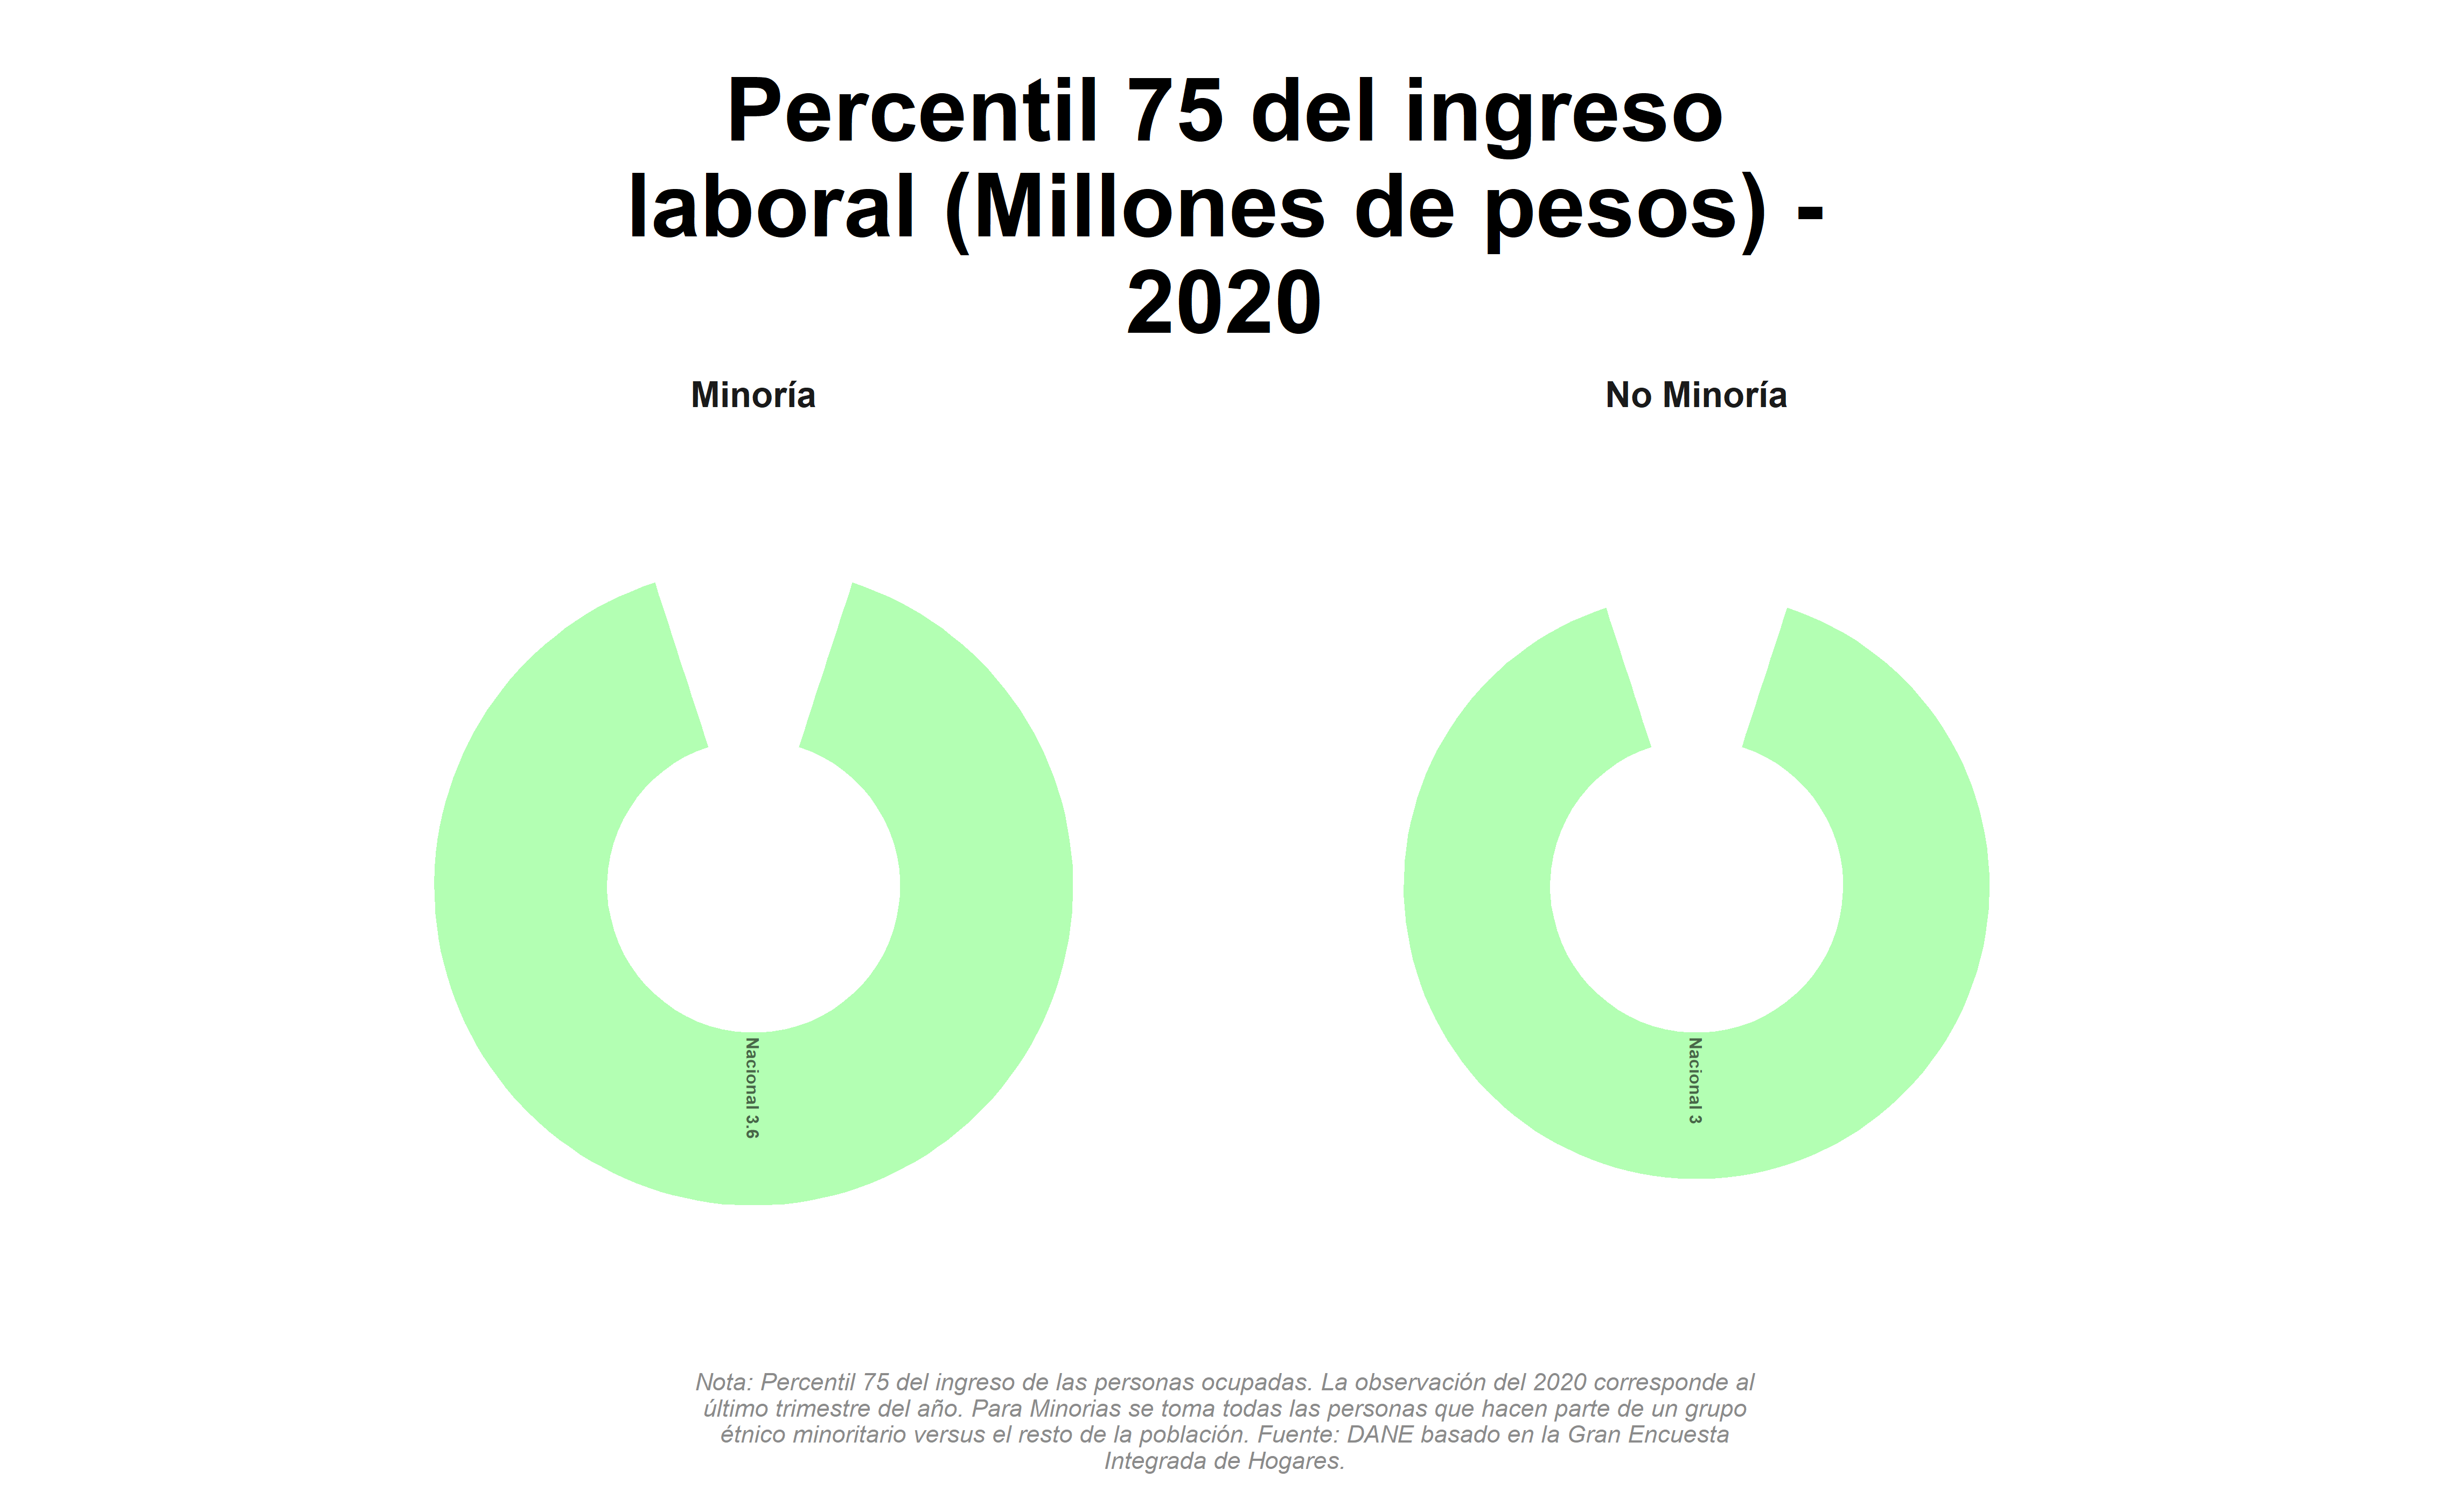 Percentil 75 del ingreso
laboral (Millones de pesos) -
2020
Minoría
No Minoría
Nacional 3.6
Nacional 3
Nota: Percentil 75 del ingreso de las personas ocupadas. La observación del 2020 corresponde al
último trimestre del año. Para Minorias se toma todas las personas que hacen parte de un grupo
étnico minoritario versus el resto de la población. Fuente: DANE basado en la Gran Encuesta
Integrada de Hogares.